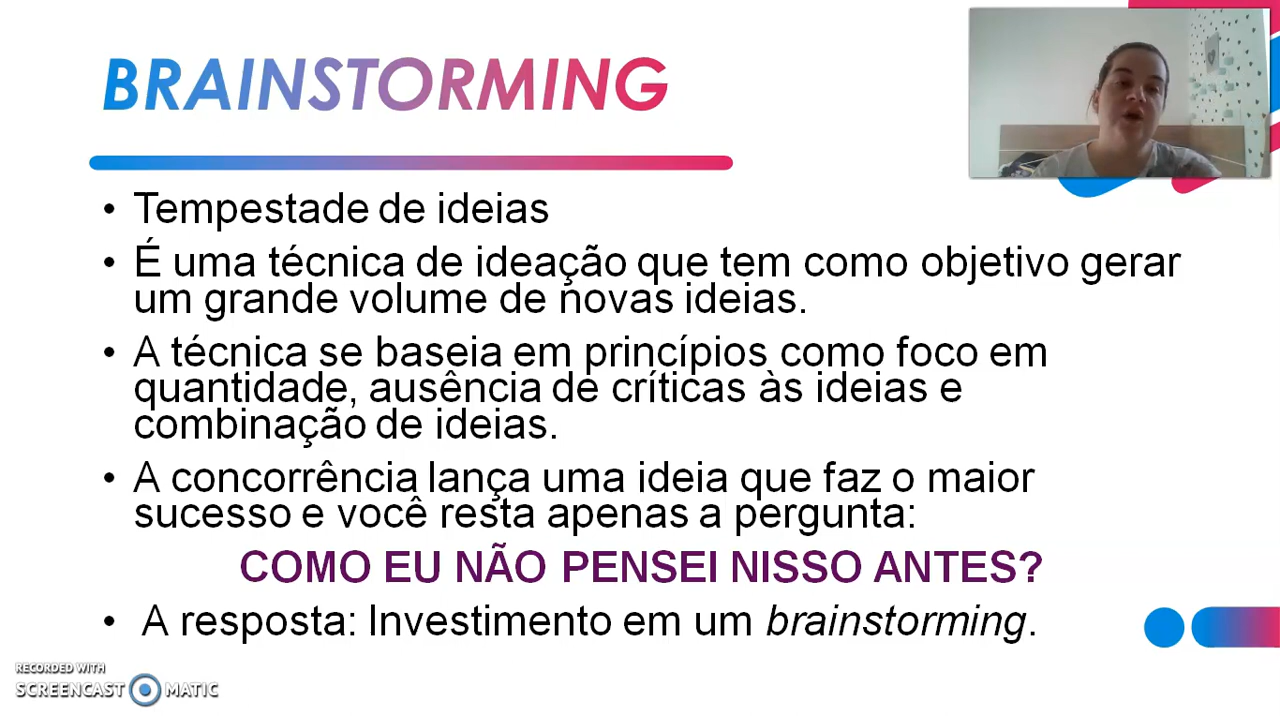 BRAINSTORMING
• Tempestade de ideias
• É uma técnica de ideação que tem como objetivo gerar
um grande volume de novas ideias.
• A técnica se baseia em princípios como foco em
quantidade, ausência de críticas às ideias e
combinação de ideias.
• A concorrência lança uma ideia que faz o maior
sucesso e você resta apenas a pergunta:
COMO EU NÃO PENSEI NISSO ANTES?
• A resposta: Investimento em um brainstorming.
RECORDED WITH
SCREENCAST MATIC